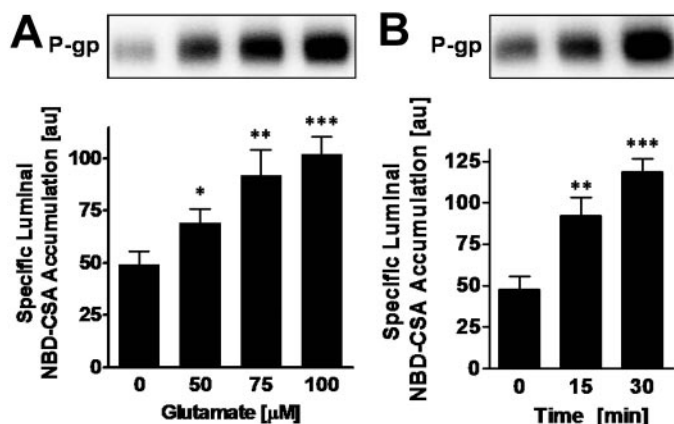 A
P-gp
Specific Luminal
NBD-CSA Accumulation [au]
100
75
50
25
0
*
**
***
0 50 75 100
Glutamate [µM]
B
P-gp
Specific Luminal
NBD-CSA Accumulation [au]
125
100
75
50
25
0
**
***
0 15 30
Time [min]